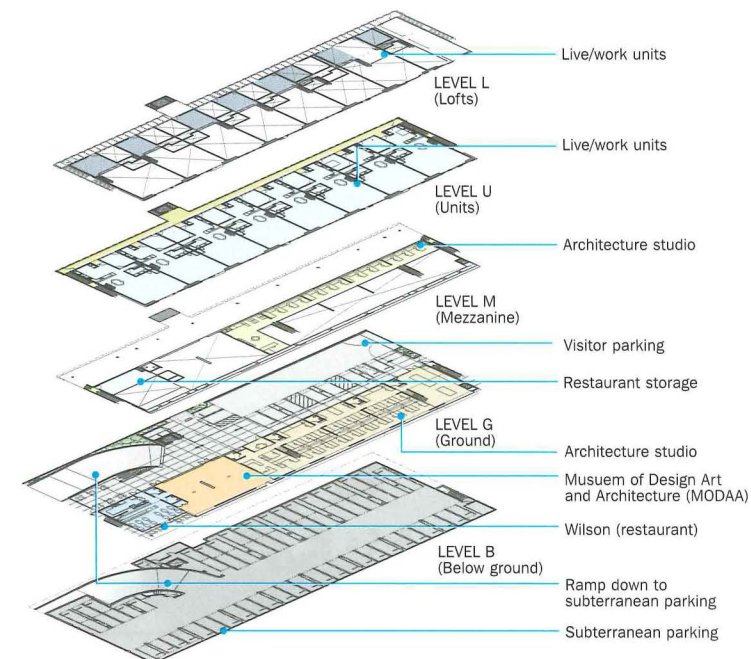 Live/work units
LEVEL L
(Lofts)
Live/work units
LEVEL U
(Units)
Architecture studio
LEVEL M
(Mezzanine)
Visitor parking
Restaurant storage
LEVEL G
(Ground)
Architecture studio
Musuem of Design Art
and Architecture (MODAA)
Wilson (restaurant)
LEVEL B
(Below ground)
Ramp down to
subterranean parking
Subterranean parking